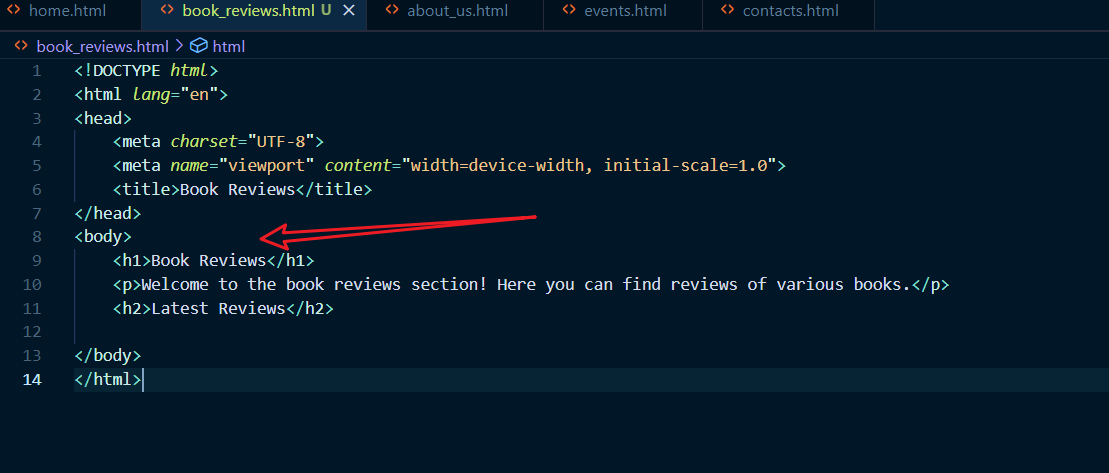 home.html book_reviews.html U about_us.html events.html contacts.html
book_reviews.html > html
1 <!DOCTYPE html>
2 <html lang="en">
3 <head>
4     <meta charset="UTF-8">
5     <meta name="viewport" content="width=device-width, initial-scale=1.0">
6     <title>Book Reviews</title>
7 </head>
8 <body>
9     <h1>Book Reviews</h1>
10     <p>Welcome to the book reviews section! Here you can find reviews of various books.</p>
11     <h2>Latest Reviews</h2>
12
13 </body>
14 </html>